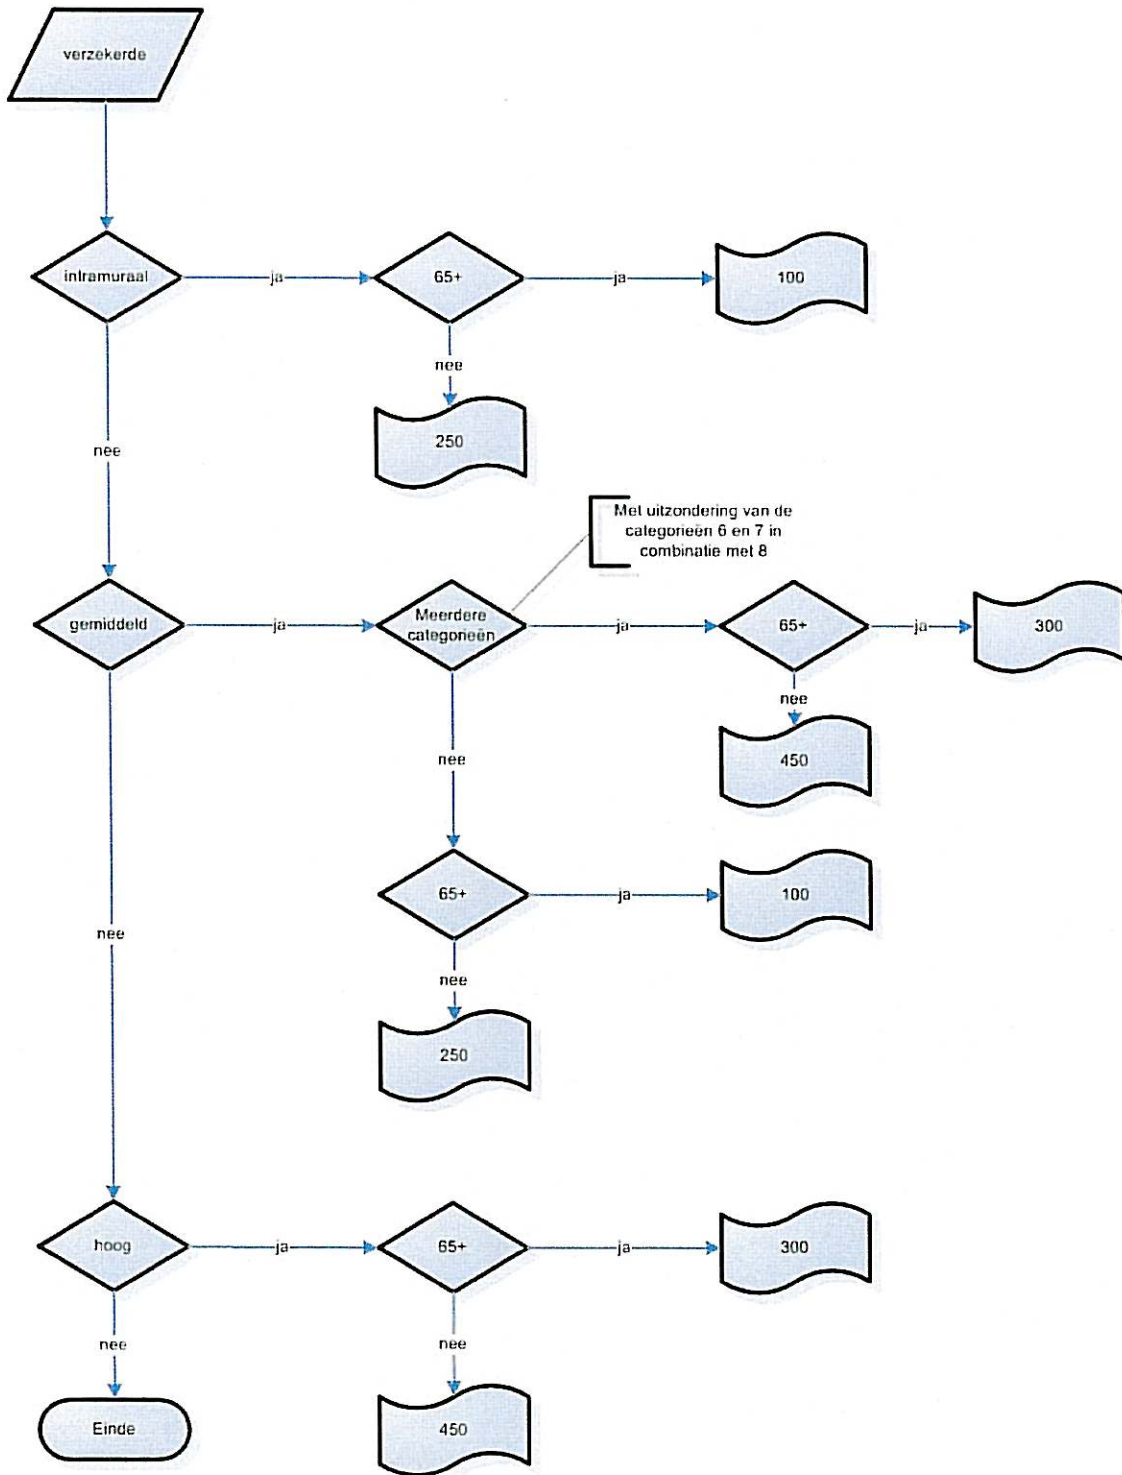 verzekerde
intramuraal
ja
65+
ja
100
nee
250
nee
Met uitzondering van de
categorieën 6 en 7 in
combinatie met 8
gemiddeld
ja
Meerdere
categorieën
ja
65+
ja
300
nee
450
nee
65+
ja
100
nee
250
nee
hoog
ja
65+
ja
300
nee
Einde
nee
450